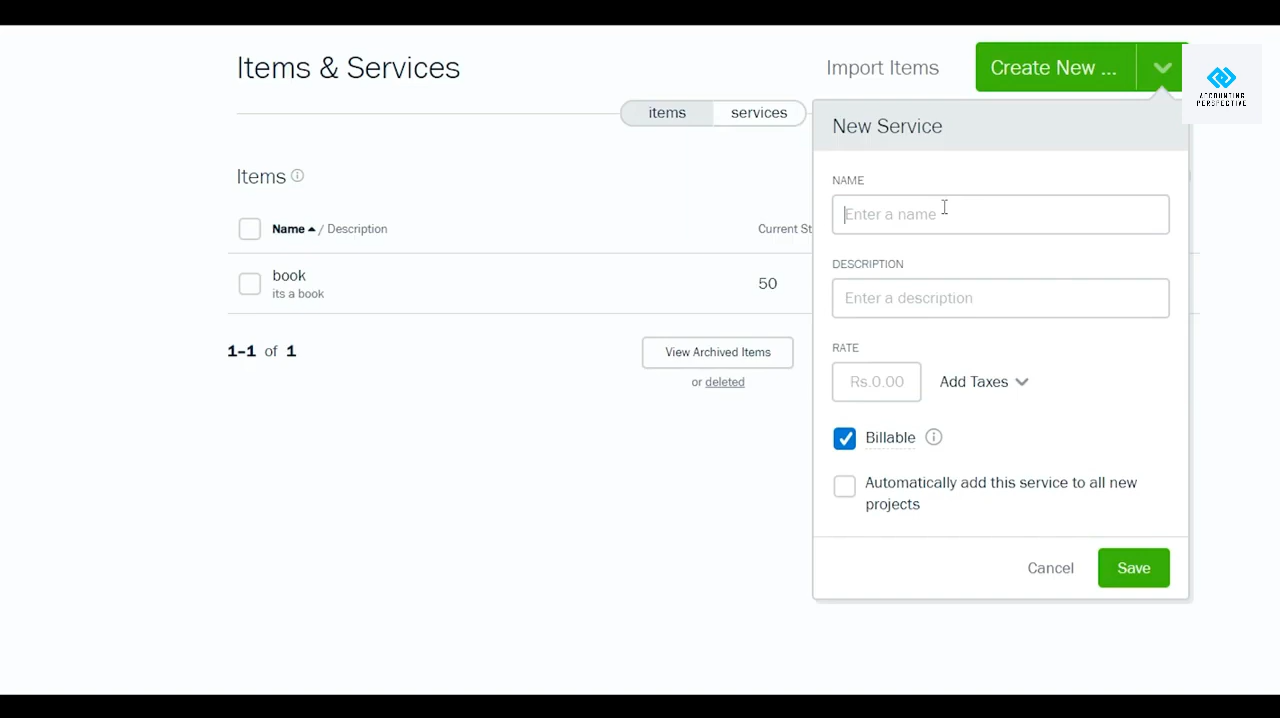 Items & Services
Import Items
Create New ...
ACCOUNTING
PERSPECTIVE
items
services
New Service
Items
NAME
Enter a name
Name / Description
Current St
DESCRIPTION
Enter a description
book
its a book
50
1–1 of 1
View Archived Items
or deleted
RATE
Rs.0.00
Add Taxes
Billable
Automatically add this service to all new
projects
Cancel
Save